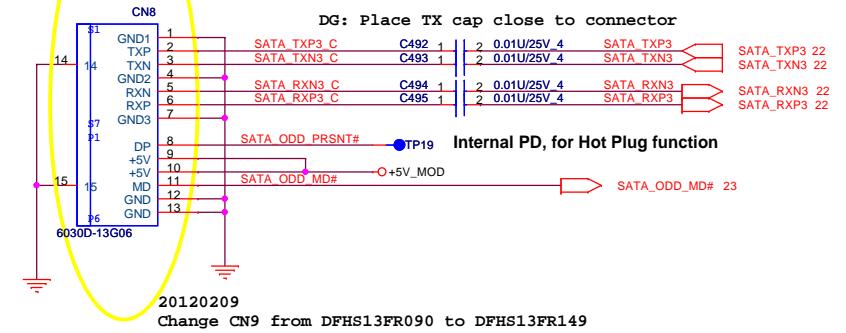 CN8
DG: Place TX cap close to connector
S1
GND1 1
TXP 2 SATA_TXP3_C C492 1 2 0.01U/25V_4 SATA_TXP3 SATA_TXP3 22
14 14 TXN 3 SATA_TXN3_C C493 1 2 0.01U/25V_4 SATA_TXN3 SATA_TXN3 22
GND2 4
RXN 5 SATA_RXN3_C C494 1 2 0.01U/25V_4 SATA_RXN3 SATA_RXN3 22
RXP 6 SATA_RXP3_C C495 1 2 0.01U/25V_4 SATA_RXP3 SATA_RXP3 22
S7 GND3 7
P1
DP 8 SATA_ODD_PRSNT# TP19 Internal PD, for Hot Plug function
+5V 9
+5V 10 +5V_MOD
15 15 MD 11 SATA_ODD_MD# SATA_ODD_MD# 23
GND 12
P6 GND 13
6030D-13G06
20120209
Change CN9 from DFHS13FR090 to DFHS13FR149